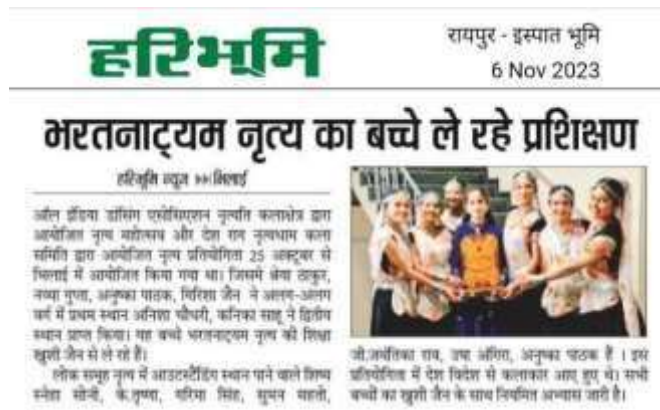 हरिभूमि
रायपुर - इस्पात भूमि
6 Nov 2023
भरतनाट्यम नृत्य का बच्चे ले रहे प्रशिक्षण
हरिभूमि न्यूज ▸▸ भिलाई
ऑल इंडिया डांसिंग एसोसिएशन नृत्यति कलाक्षेत्र द्वारा
आयोजित नृत्य महोत्सव और देश राग नृत्यधाम कला
समिति द्वारा आयोजित नृत्य प्रतियोगिता 25 अक्टूबर से
भिलाई में आयोजित किया गया था। जिसमे श्रेया ठाकुर,
नव्या गुप्ता, अनुष्का पाठक, गिरिशा जैन ने अलग-अलग
वर्ग में प्रथम स्थान अनिशा चौधरी, कनिका साहू ने द्वितीय
स्थान प्राप्त किया। यह बच्चे भरतनाट्यम नृत्य की शिक्षा
खुशी जैन से ले रहे हैं।
लोक समूह नृत्य में आउटस्टैंडिंग स्थान पाने वाले शिष्य
स्नेहा सोनी, के.तृष्णा, गरिमा सिंह, सुमन महतो,
जी.जयंतिका राव, उषा अंगिरा, अनुष्का पाठक हैं । इस
प्रतियोगिता में देश विदेश से कलाकार आए हुए थे। सभी
बच्चों का खुशी जैन के साथ नियमित अभ्यास जारी है।